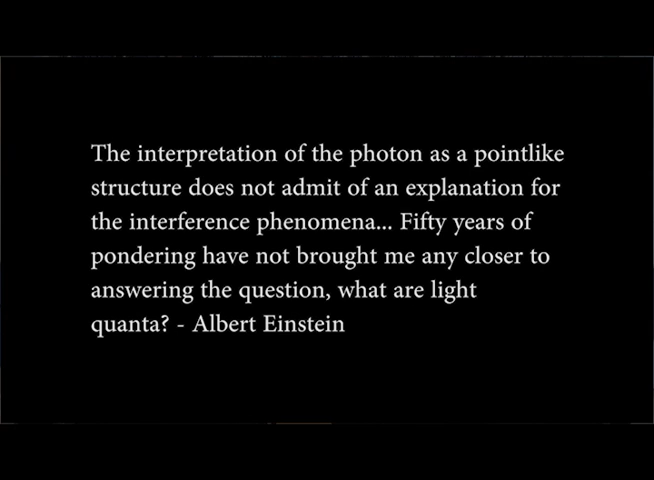 The interpretation of the photon as a pointlike
structure does not admit of an explanation for
the interference phenomena... Fifty years of
pondering have not brought me any closer to
answering the question, what are light
quanta? - Albert Einstein